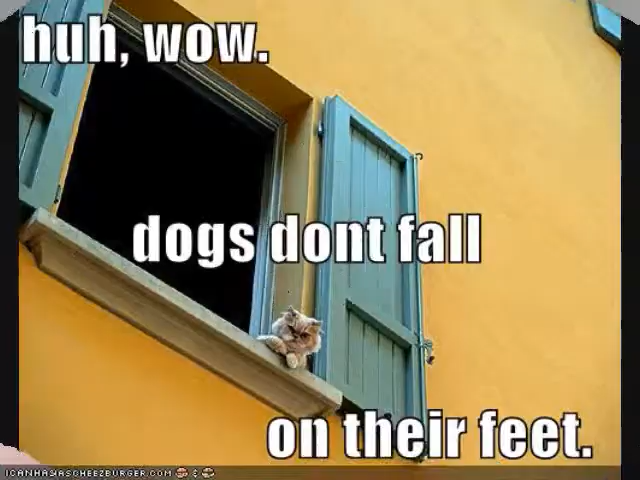 huh, wow.
dogs dont fall
on their feet.
ICANHASCHEEZBURGER.COM